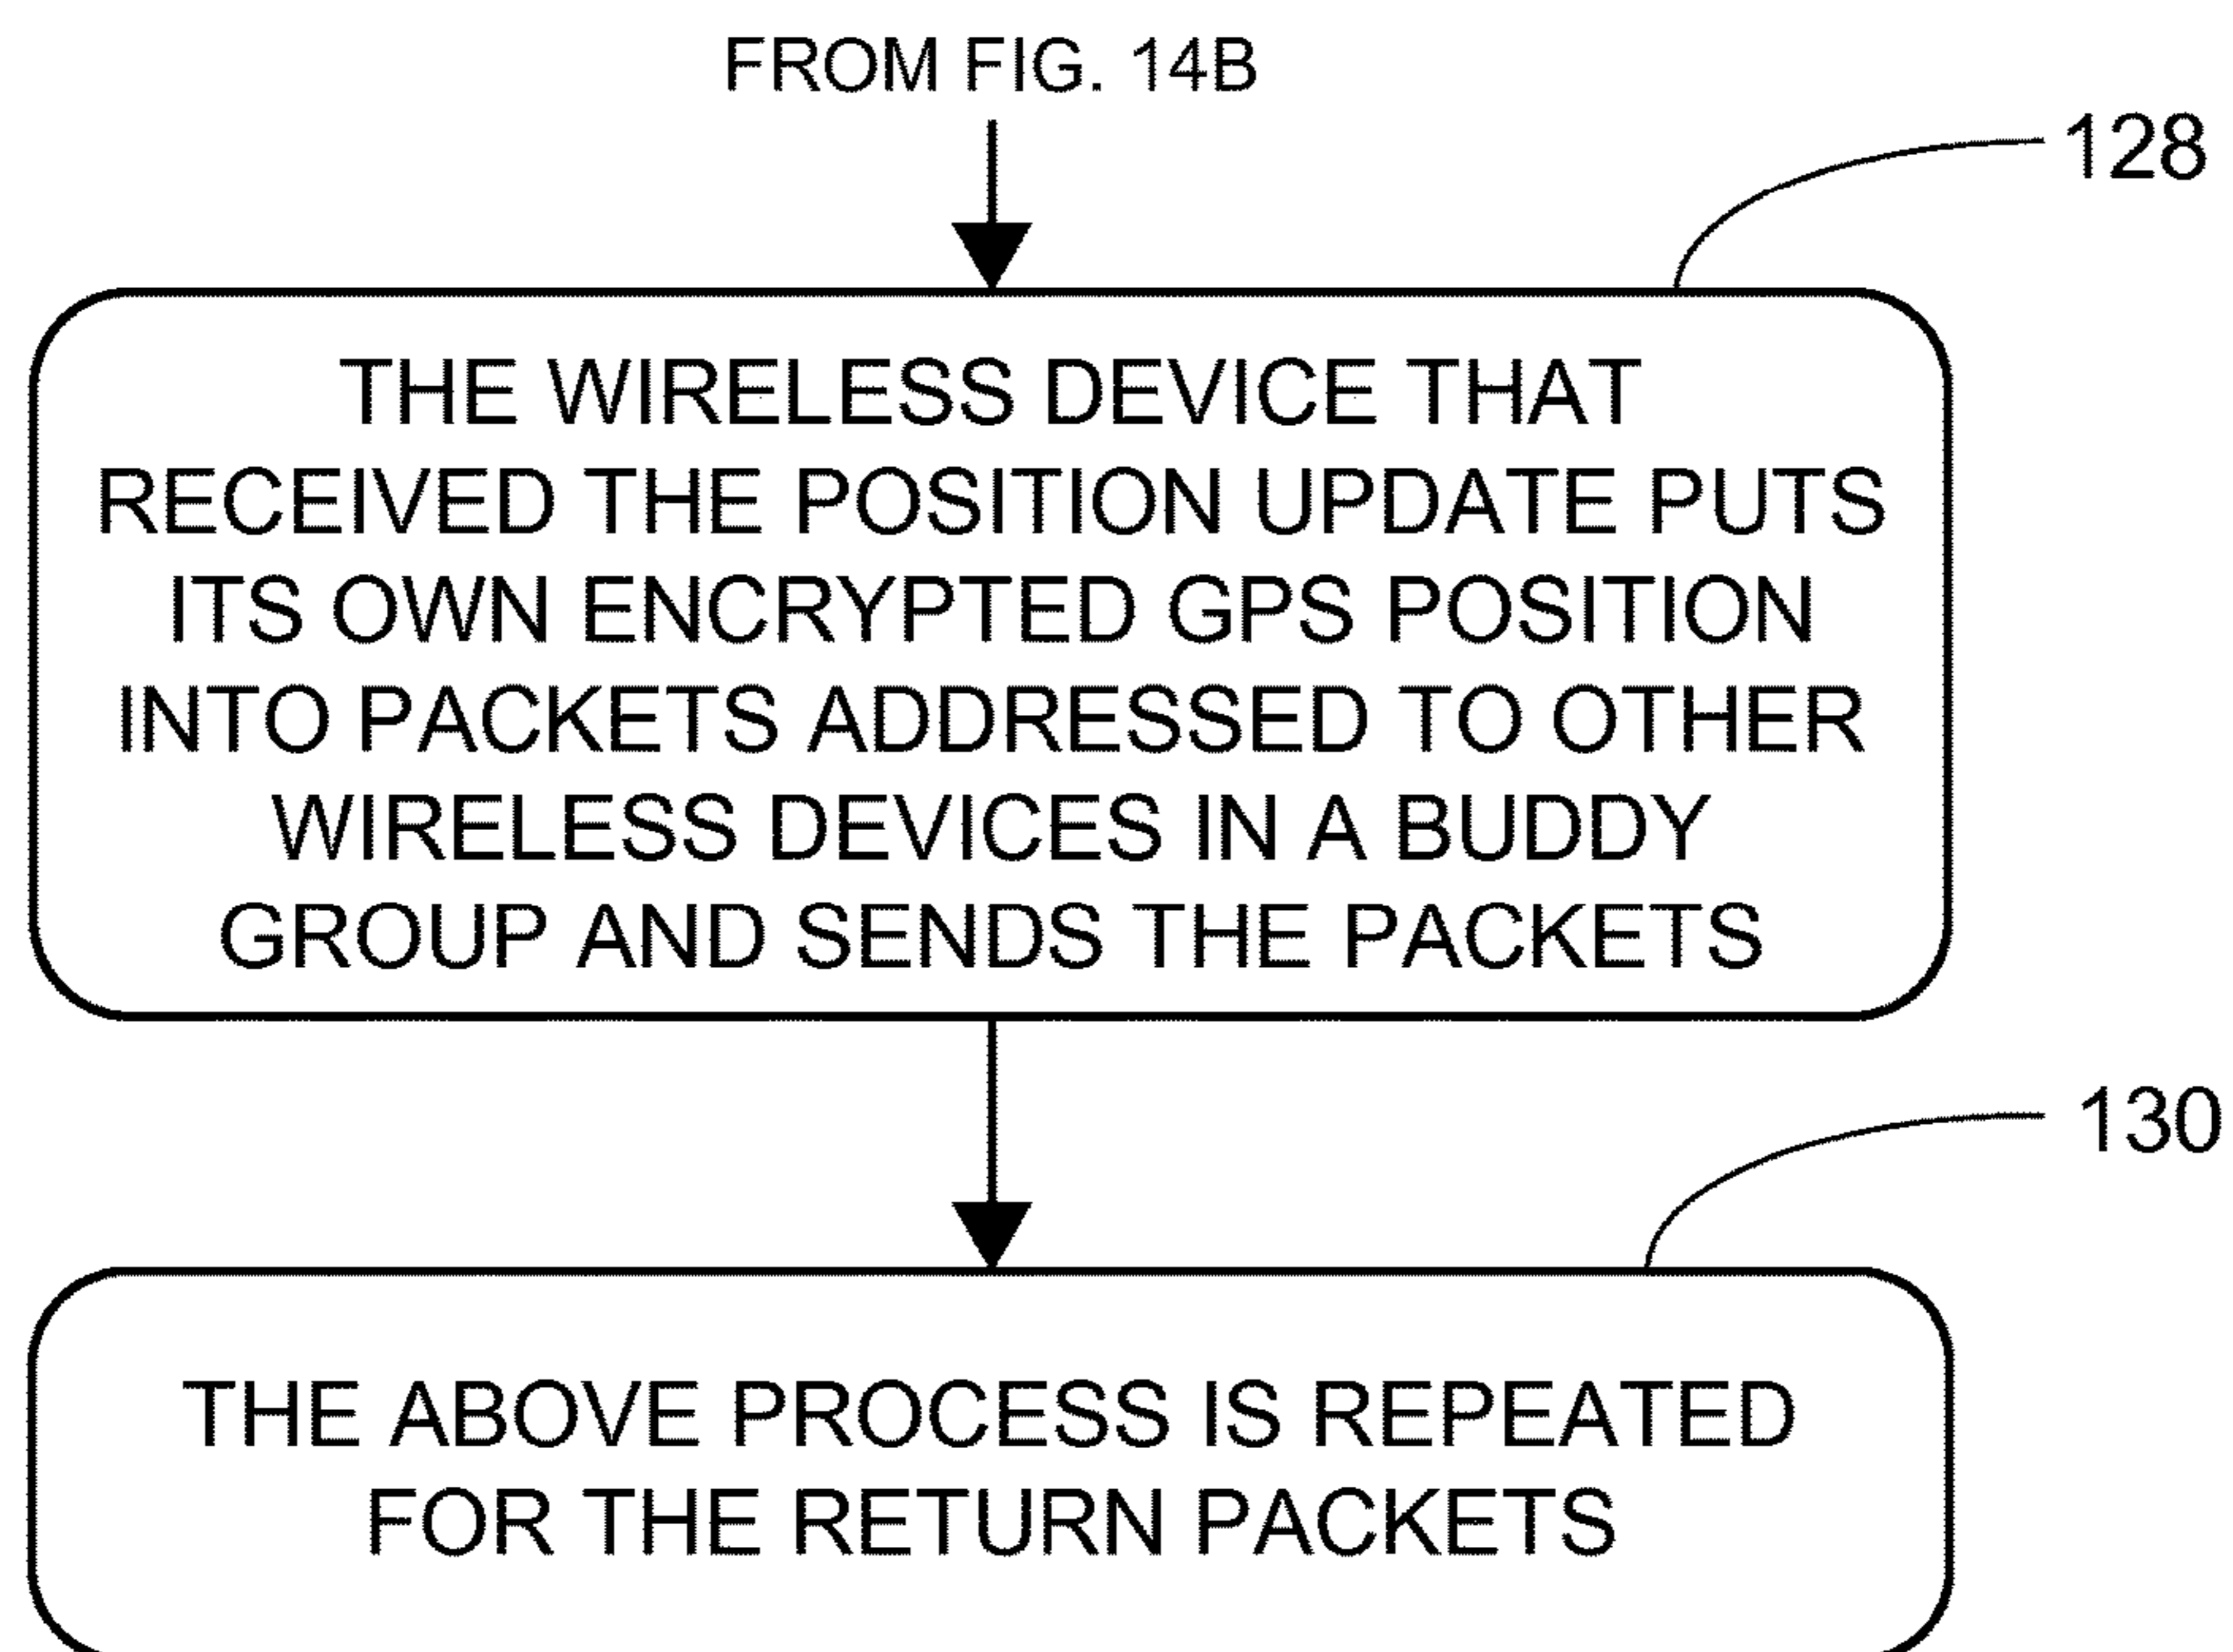 FROM FIG. 14B
128
THE WIRELESS DEVICE THAT
RECEIVED THE POSITION UPDATE PUTS
ITS OWN ENCRYPTED GPS POSITION
INTO PACKETS ADDRESSED TO OTHER
WIRELESS DEVICES IN A BUDDY
GROUP AND SENDS THE PACKETS
130
THE ABOVE PROCESS IS REPEATED
FOR THE RETURN PACKETS